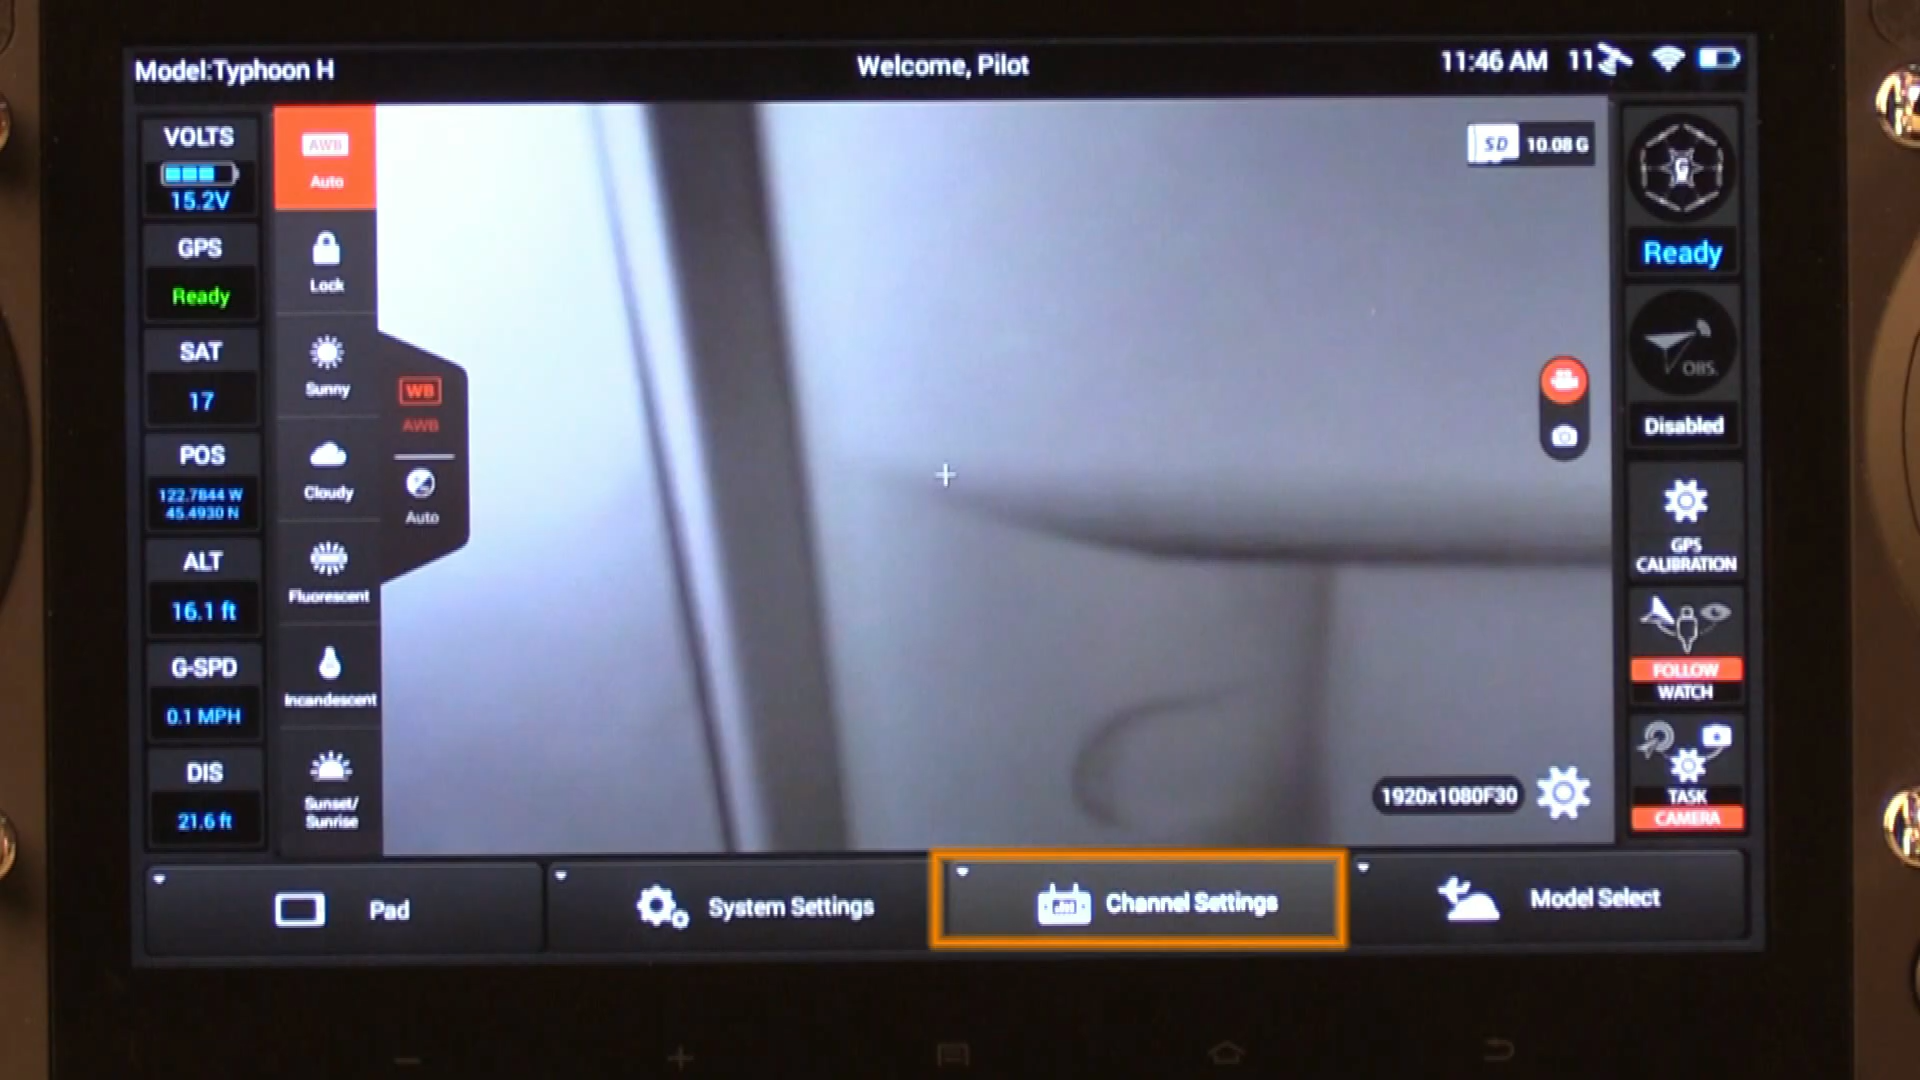 Model:Typhoon H
Welcome, Pilot
11:46 AM
11
VOLTS
15.2V
GPS
Ready
SAT
17
POS
122.7844 W
45.4930 N
ALT
16.1 ft
G-SPD
0.1 MPH
DIS
21.6 ft
AWB
Auto
Lock
Sunny
Cloudy
Fluorescent
Incandescent
Sunset/
Sunrise
WB
AWB
Auto
SD 10.08 G
1920x1080F30
G
Ready
OBS.
Disabled
GPS
CALIBRATION
FOLLOW
WATCH
TASK
CAMERA
Pad
System Settings
Channel Settings
Model Select